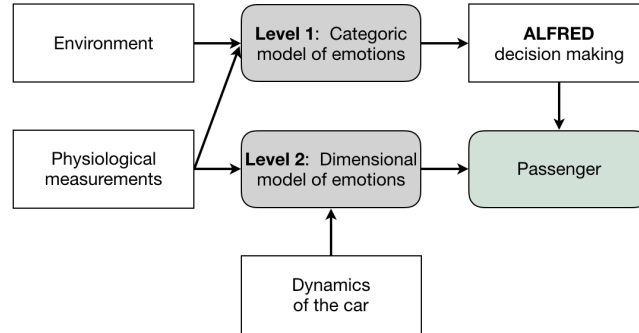 Environment
Level 1: Categoric
model of emotions
ALFRED
decision making
Physiological
measurements
Level 2: Dimensional
model of emotions
Passenger
Dynamics
of the car